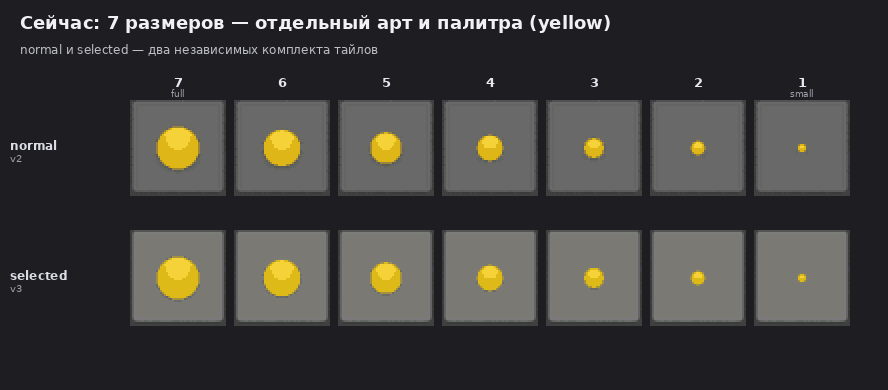 Сейчас: 7 размеров — отдельный арт и палитра (yellow)
normal и selected — два независимых комплекта тайлов
7 6 5 4 3 2 1
full small
normal
v2
selected
v3